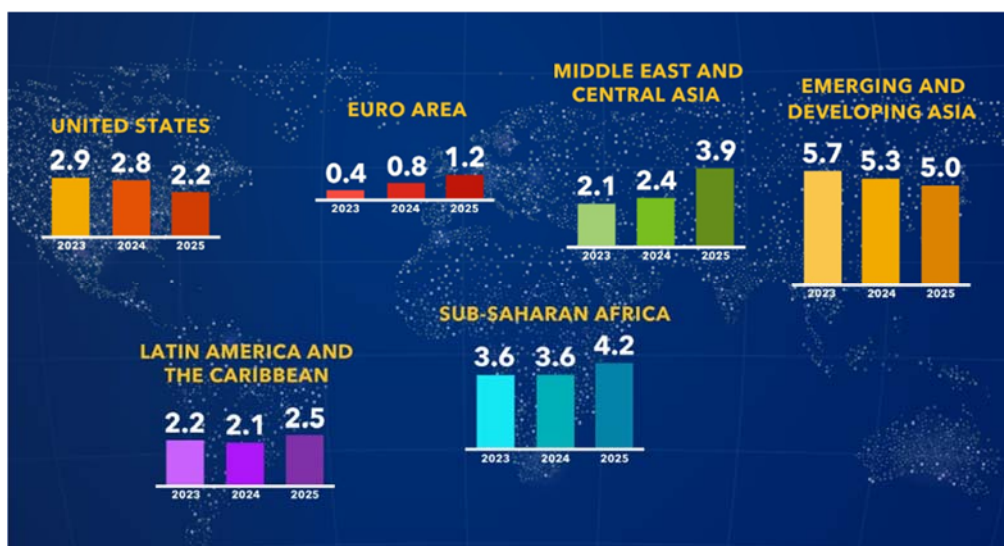 UNITED STATES
2.9 2.8 2.2
2023 2024 2025
EURO AREA
0.4 0.8 1.2
2023 2024 2025
MIDDLE EAST AND
CENTRAL ASIA
2.1 2.4 3.9
2023 2024 2025
EMERGING AND
DEVELOPING ASIA
5.7 5.3 5.0
2023 2024 2025
LATIN AMERICA AND
THE CARIBBEAN
2.2 2.1 2.5
2023 2024 2025
SUB-SAHARAN AFRICA
3.6 3.6 4.2
2023 2024 2025